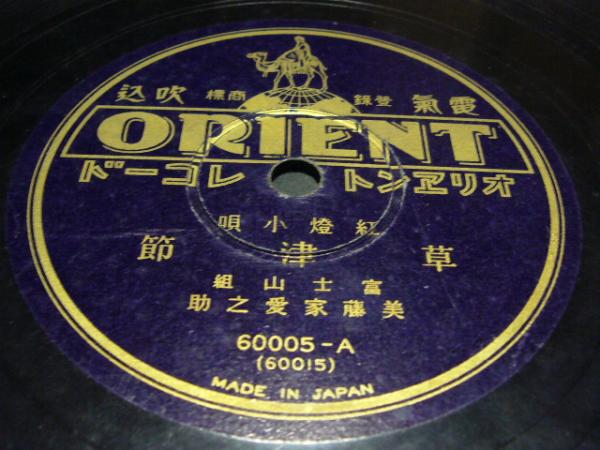 電氣 登錄 商標 吹込
ORIENT
オリヱント レコード
紅燈小唄
草津節
富士山組
美藤家愛之助
60005-A
(60015)
MADE IN JAPAN